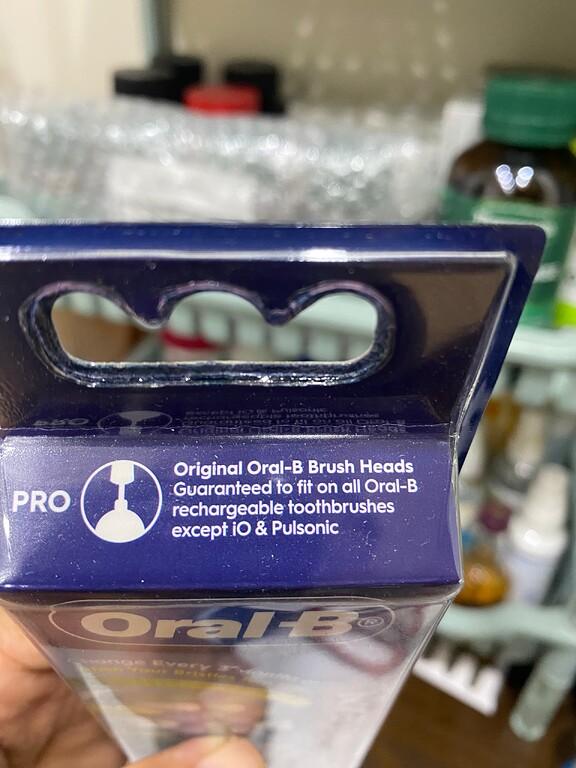 PRO
Original Oral-B Brush Heads
Guaranteed to fit on all Oral-B
rechargeable toothbrushes
except iO & Pulsonic
Oral-B®